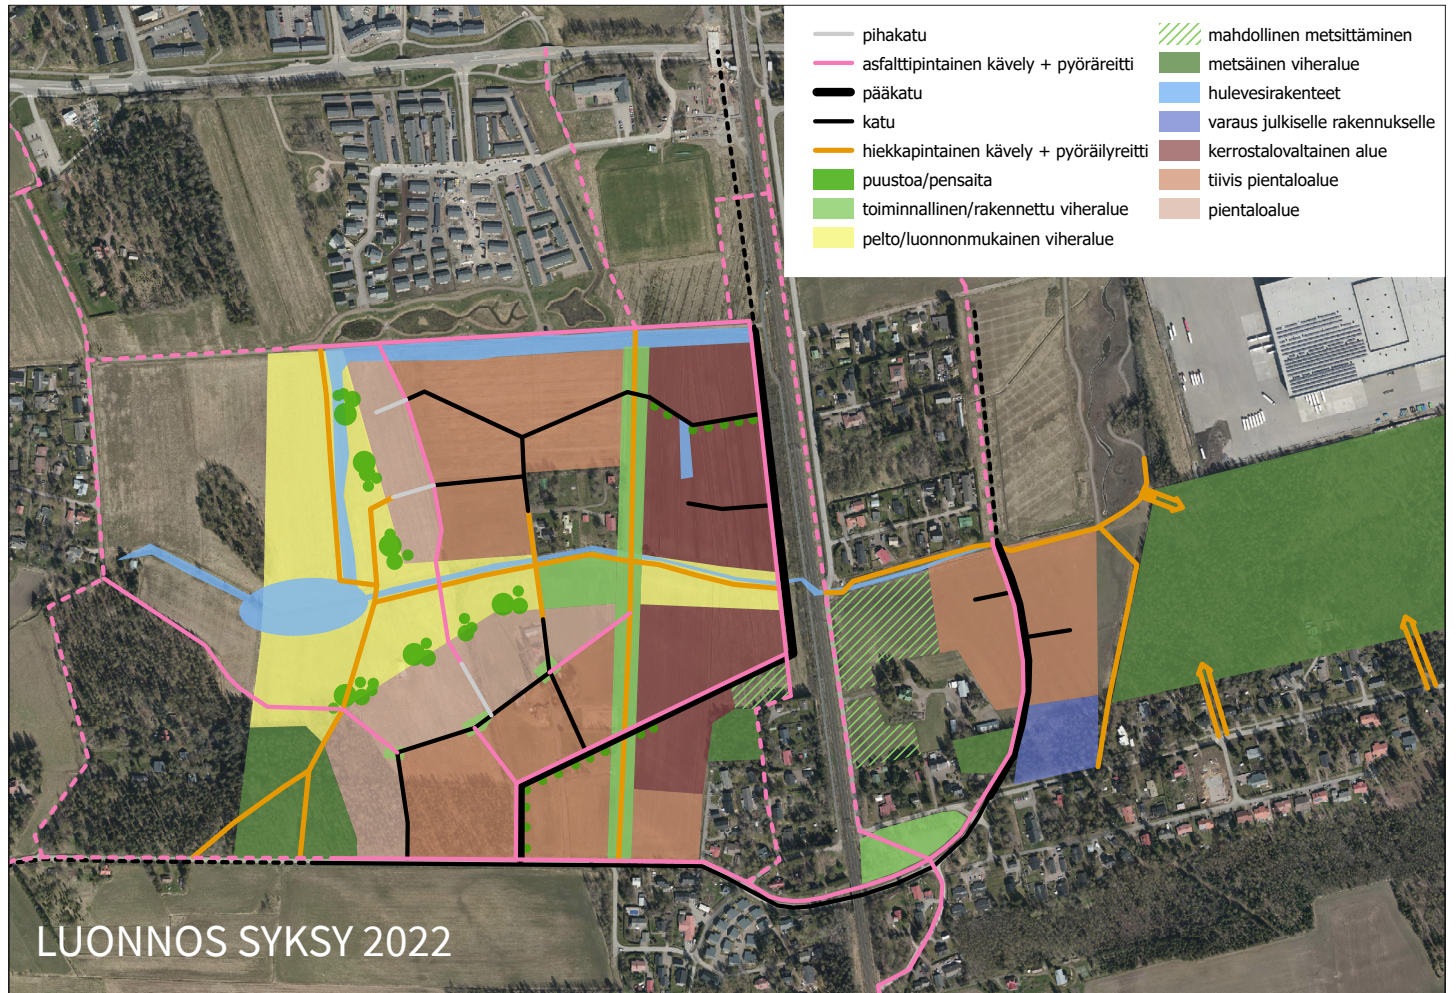 pihakatu
asfalttipintainen kävely + pyöräreitti
pääkatu
katu
hiekkapintainen kävely + pyöräilyreitti
puustoa/pensaita
toiminnallinen/rakennettu viheralue
pelto/luonnonmukainen viheralue
mahdollinen metsittäminen
metsäinen viheralue
hulevesirakenteet
varaus julkiselle rakennukselle
kerrostalovaltainen alue
tiivis pientaloalue
pientaloalue
LUONNOS SYKSY 2022